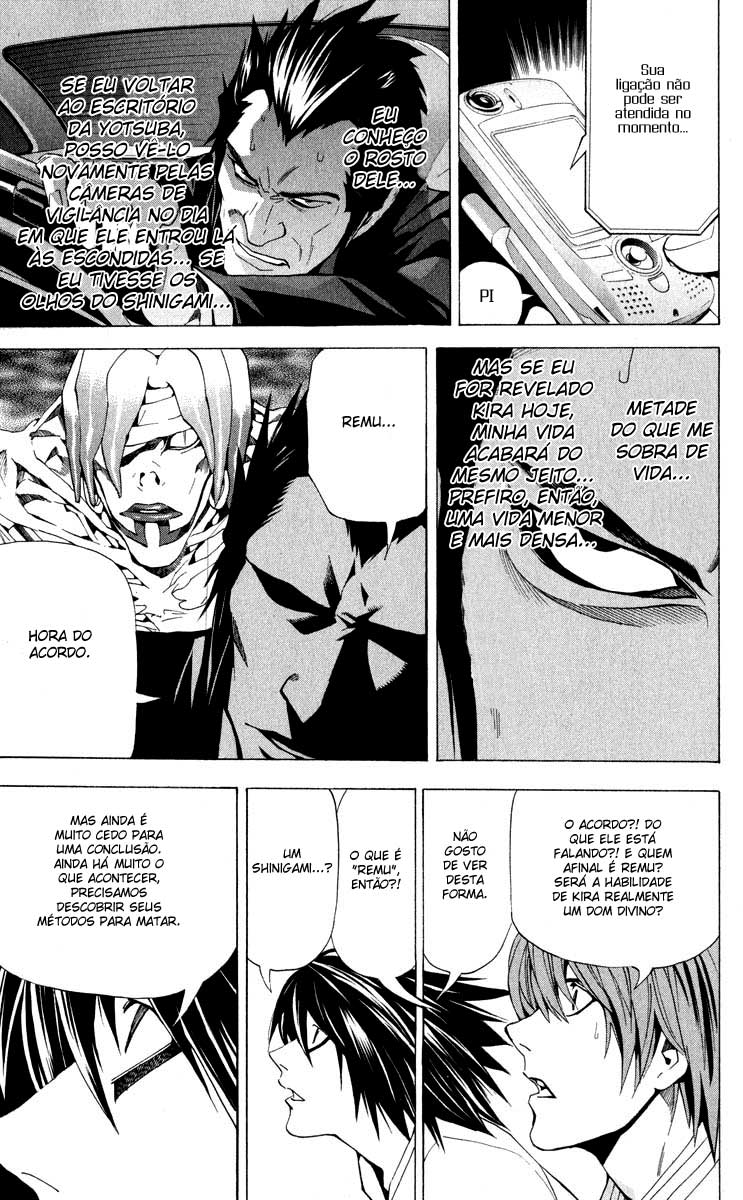 Sua
ligação não
pode ser
atendida no
momento...
PI
EU
CONHEÇO
O ROSTO
DELE...
SE EU VOLTAR
AO ESCRITÓRIO
DA YOTSUBA,
POSSO VÊ-LO
NOVAMENTE PELAS
CÂMERAS DE
VIGILÂNCIA NO DIA
EM QUE ELE ENTROU LÁ
ÀS ESCONDIDAS... SE
EU TIVESSE OS
OLHOS DO SHINIGAMI...
METADE
DO QUE ME
SOBRA DE
VIDA...
MAS SE EU
FOR REVELADO
KIRA HOJE,
MINHA VIDA
ACABARÁ DO
MESMO JEITO...
PREFIRO, ENTÃO,
UMA VIDA MENOR
E MAIS DENSA...
REMU...
HORA DO
ACORDO.
O ACORDO?! DO
QUE ELE ESTÁ
FALANDO?! E QUEM
AFINAL É REMU?
SERÁ A HABILIDADE
DE KIRA REALMENTE
UM DOM DIVINO?
NÃO
GOSTO
DE VER
DESTA
FORMA.
O QUE É
"REMU",
ENTÃO?!
UM
SHINIGAMI...?
MAS AINDA É
MUITO CEDO PARA
UMA CONCLUSÃO.
AINDA HÁ MUITO O
QUE ACONTECER,
PRECISAMOS
DESCOBRIR SEUS
MÉTODOS PARA MATAR.